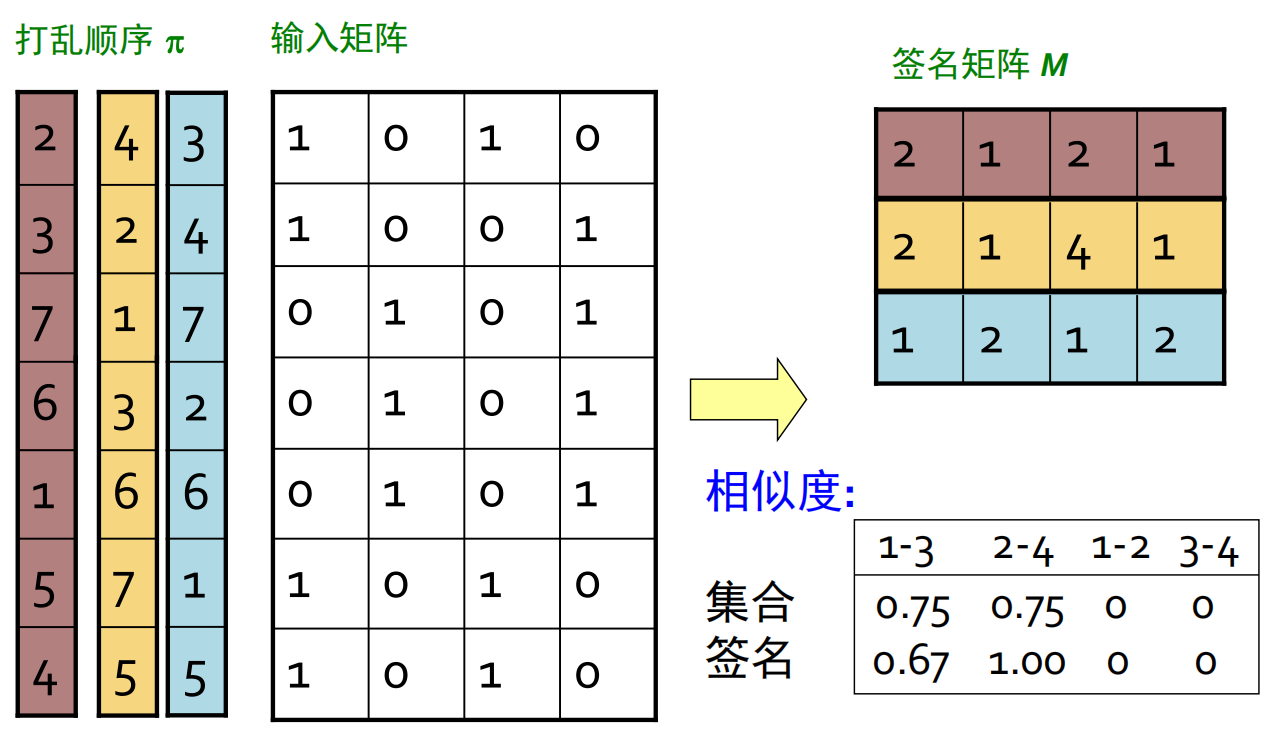 打乱顺序 π
输入矩阵
签名矩阵 M
2 4 3 1 0 1 0
3 2 4 1 0 0 1
7 1 7 0 1 0 1
6 3 2 0 1 0 1
1 6 6 0 1 0 1
5 7 1 1 0 1 0
4 5 5 1 0 1 0
2 1 2 1
2 1 4 1
1 2 1 2
相似度:
1-3 2-4 1-2 3-4
集合 0.75 0.75 0 0
签名 0.67 1.00 0 0